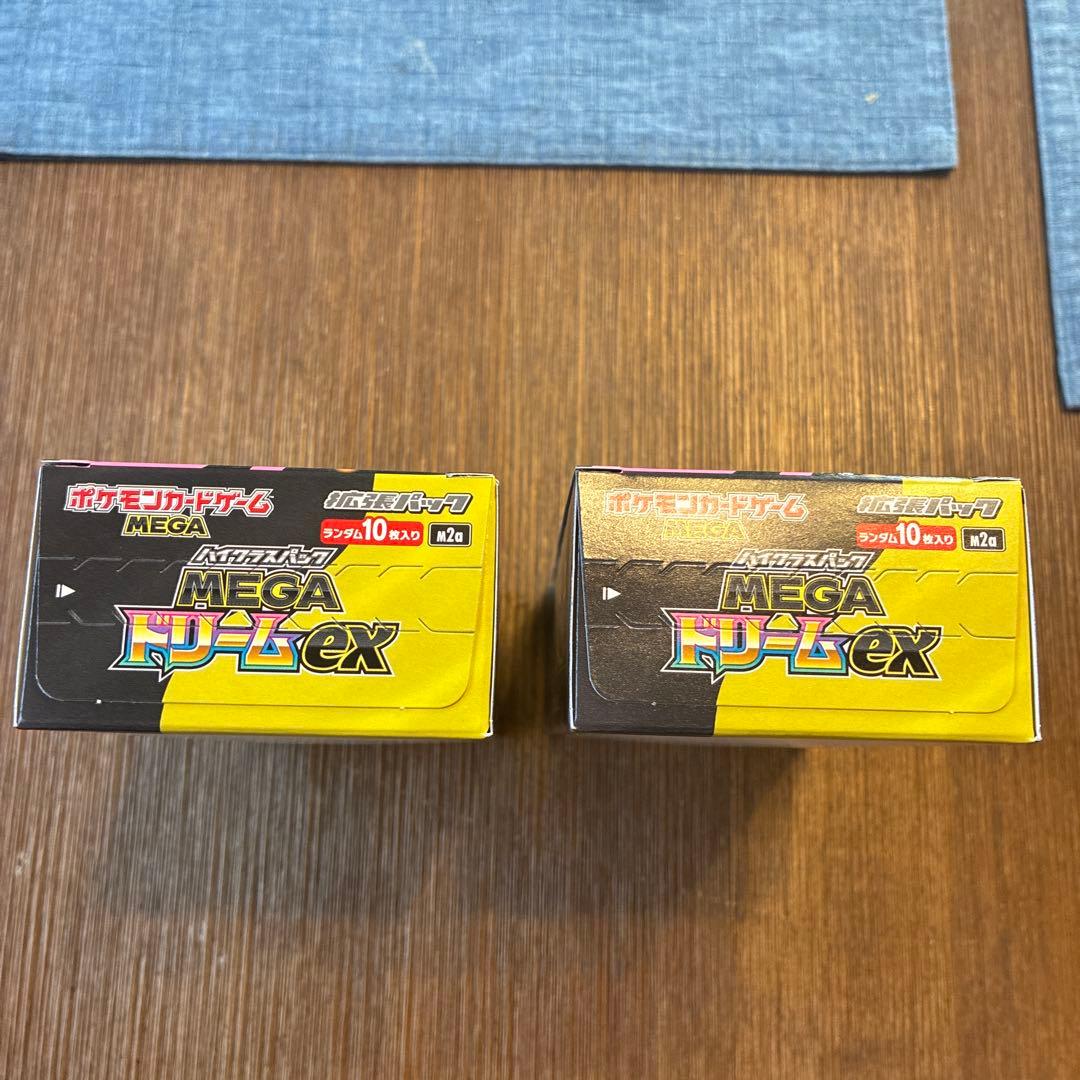 ポケモンカードゲーム
MEGA
拡張パック
ランダム10枚入り
M2a
ハイクラスパック
MEGA
ドリームex
ポケモンカードゲーム
MEGA
拡張パック
ランダム10枚入り
M2a
ハイクラスパック
MEGA
ドリームex